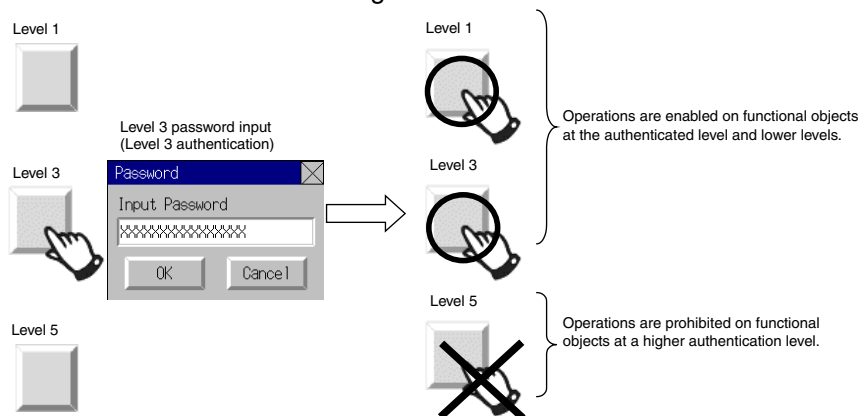 Level 1
Level 3 password input
(Level 3 authentication)
Level 3
Password
Input Password
XXXXXXXXXXXXXX
OK
Cancel
Level 5
Level 1
Operations are enabled on functional objects
at the authenticated level and lower levels.
Level 3
Level 5
Operations are prohibited on functional
objects at a higher authentication level.